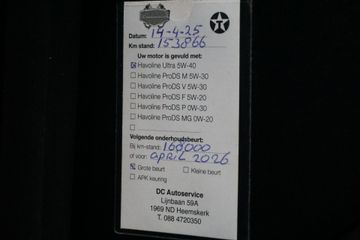 Datum: 14-4-25
Km stand: 153866
Uw motor is gevuld met:
Havoline Ultra 5W-40
Havoline ProDS M 5W-30
Havoline ProDS V 5W-30
Havoline ProDS F 5W-20
Havoline ProDS P 0W-30
Havoline ProDS MG 0W-20
Volgende onderhoudsbeurt:
Bij km-stand: 168000
of vóór: april 2026
Grote beurt Kleine beurt
APK keuring
DC Autoservice
Lijnbaan 59A
1969 ND Heemskerk
T. 088 4720350